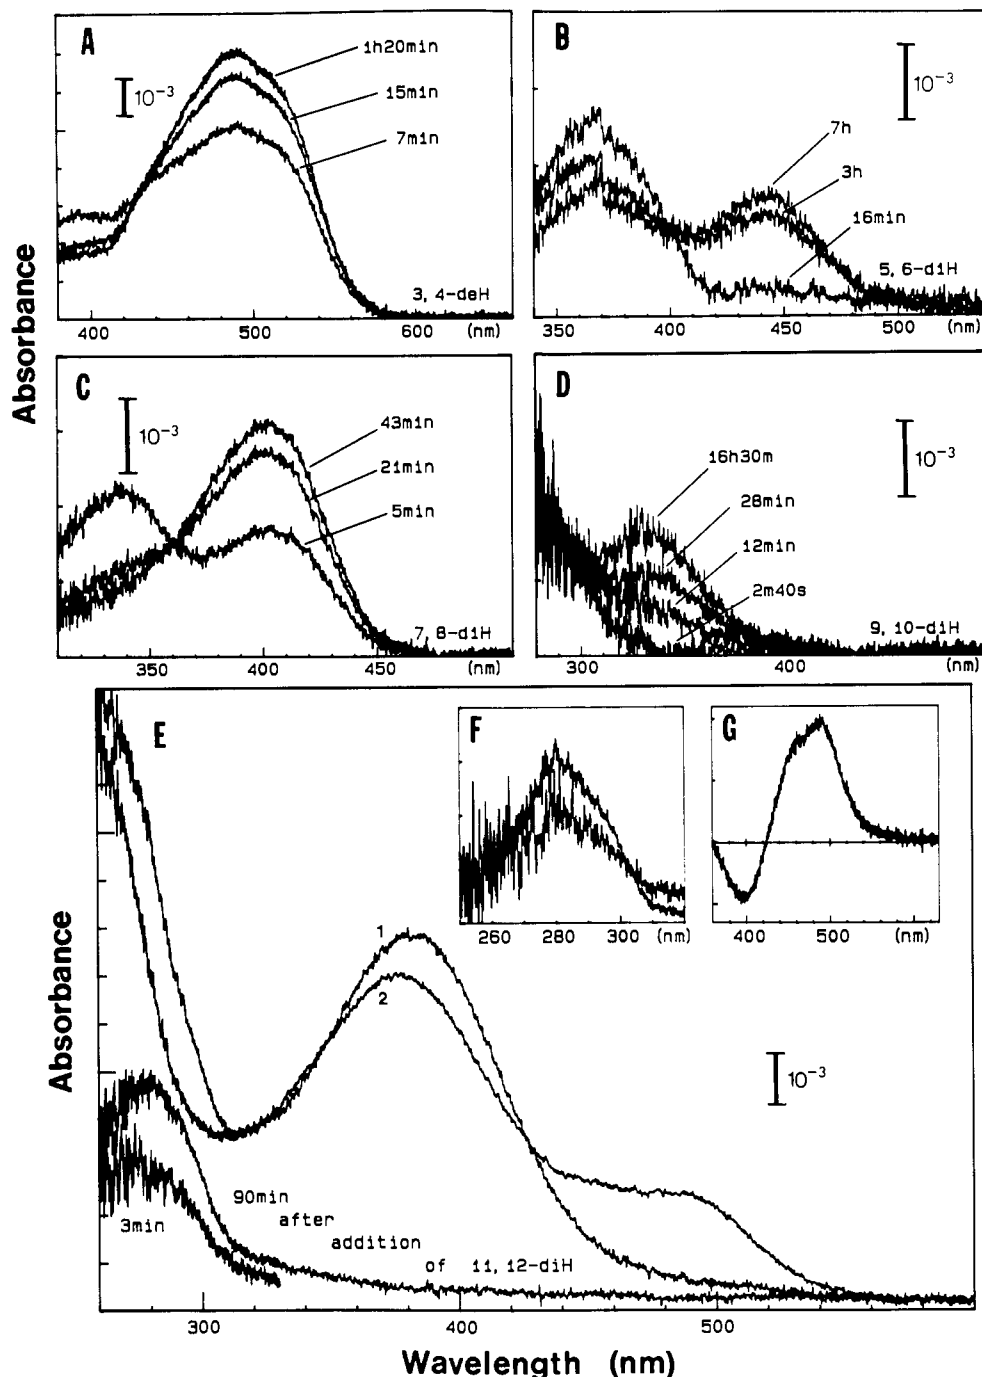 A
10-3
1h20min
15min
7min
3,4-deH
400
500
600
(nm)
B
10-3
7h
3h
16min
5,6-diH
350
400
450
500
(nm)
Absorbance
C
10-3
43min
21min
5min
7,8-diH
350
400
450
(nm)
D
10-3
16h30m
28min
12min
2m40s
9,10-diH
300
400
(nm)
E
1
2
10-3
3min
90min
after
addition
of 11,12-diH
F
260
280
300
(nm)
G
400
500
(nm)
Absorbance
300
400
500
Wavelength (nm)